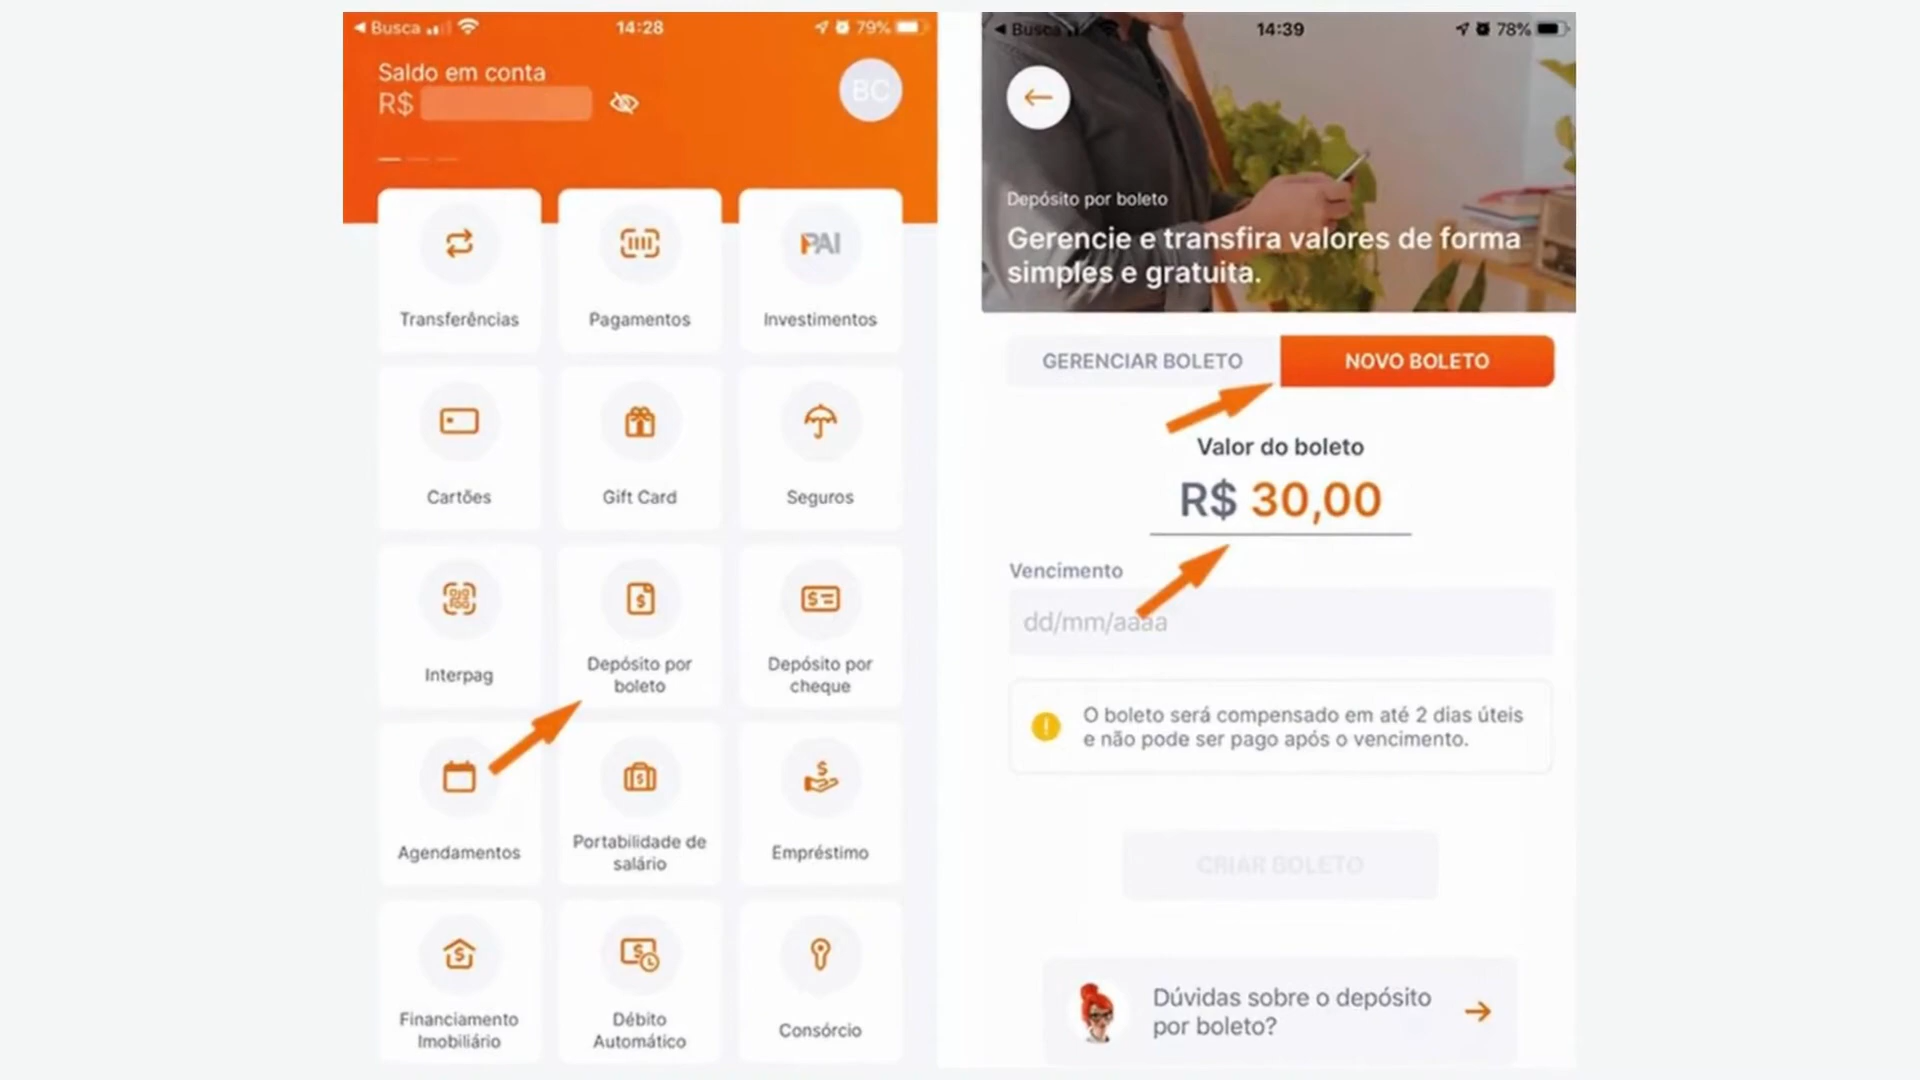 Busca
14:28
79%
Saldo em conta
R$
BC
PAI
Transferências
Pagamentos
Investimentos
Cartões
Gift Card
Seguros
Interpag
Depósito por
boleto
Depósito por
cheque
Agendamentos
Portabilidade de
salário
Empréstimo
Financiamento
Imobiliário
Débito
Automático
Consórcio
Busca
14:39
78%
Depósito por boleto
Gerencie e transfira valores de forma
simples e gratuita.
GERENCIAR BOLETO
NOVO BOLETO
Valor do boleto
R$ 30,00
Vencimento
dd/mm/aaaa
O boleto será compensado em até 2 dias úteis
e não pode ser pago após o vencimento.
CRIAR BOLETO
Dúvidas sobre o depósito
por boleto?